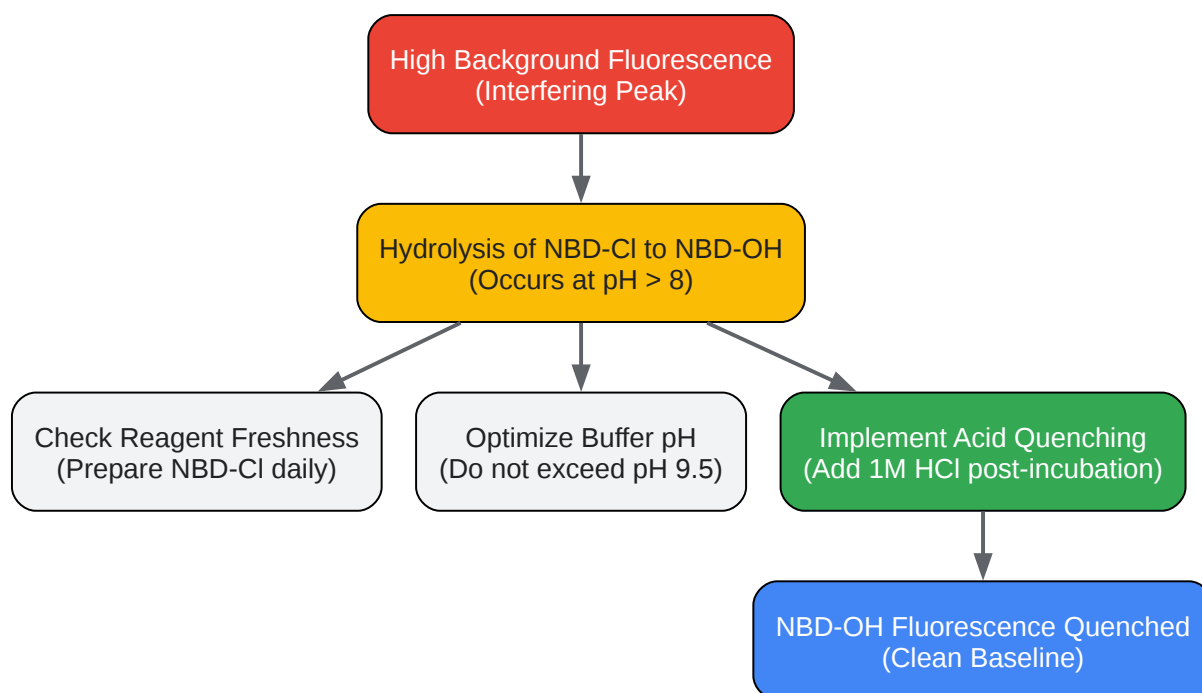 High Background Fluorescence
(Interfering Peak)
Hydrolysis of NBD-Cl to NBD-OH
(Occurs at pH > 8)
Check Reagent Freshness
(Prepare NBD-Cl daily)
Optimize Buffer pH
(Do not exceed pH 9.5)
Implement Acid Quenching
(Add 1M HCl post-incubation)
NBD-OH Fluorescence Quenched
(Clean Baseline)